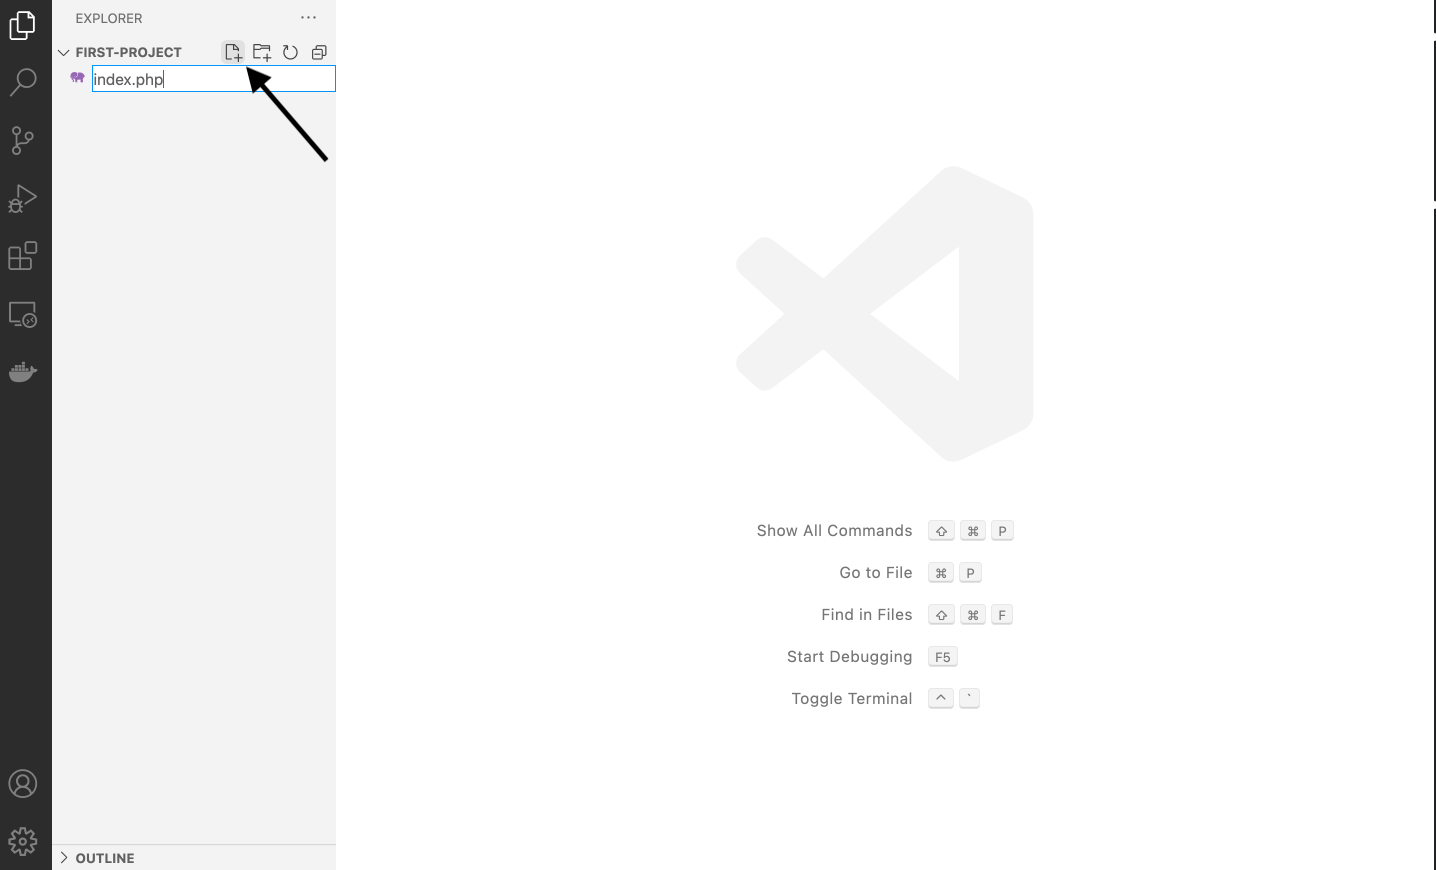 EXPLORER
FIRST-PROJECT
index.php
Show All Commands ⇧ ⌘ P
Go to File ⌘ P
Find in Files ⇧ ⌘ F
Start Debugging F5
Toggle Terminal ^ `
OUTLINE